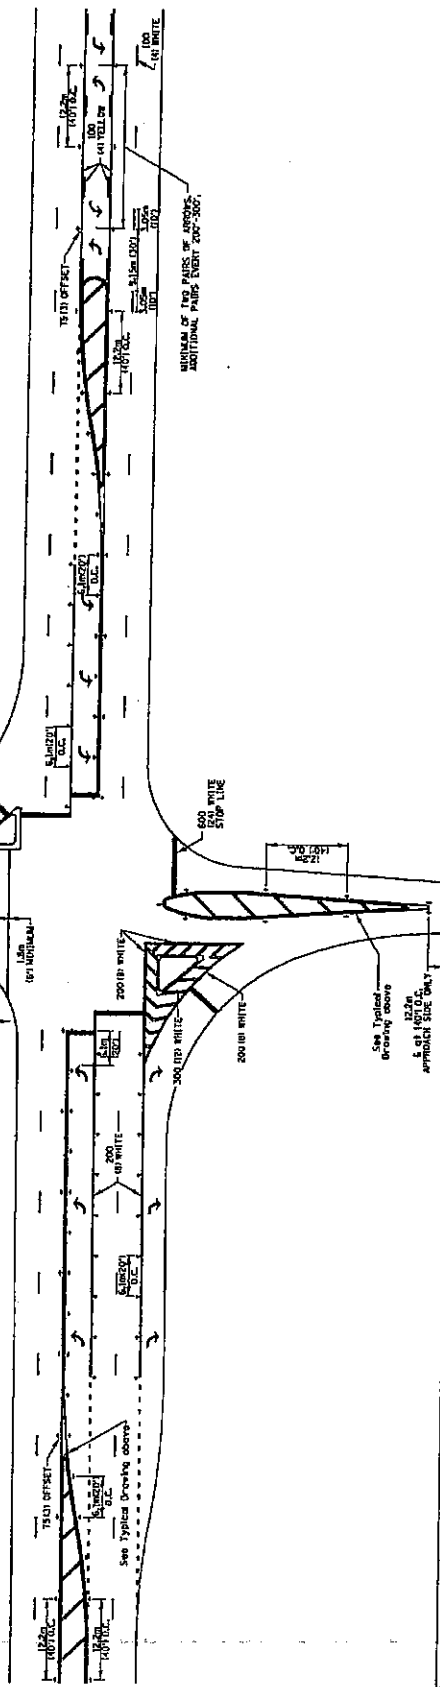 100
(4) WHITE
12.2m
(40') O.C.
100
(4) YELLOW
75(3) OFFSET
3.05m
(10')
9.15m (30')
3.05m
(10')
MINIMUM OF TWO PAIRS OF ARROWS,
ADDITIONAL PAIRS EVERY 200'-300'.
12.2m
(40') O.C.
6.1m(20')
O.C.
6.1m(20')
O.C.
600
(24) WHITE
STOP LINE
12.2m
(40') O.C.
1.8m
(6') MINIMUM
200 (8) WHITE
300 (12) WHITE
200 (8) WHITE
See Typical
Drawing above
12.2m
6 at (40') O.C.
APPROACH SIDE ONLY
6.1m
(20')
200
(8) WHITE
6.1m(20')
O.C.
75(3) OFFSET
6.1m(20')
O.C.
See Typical Drawing above
12.2m
(40') O.C.
12.2m
(40') O.C.